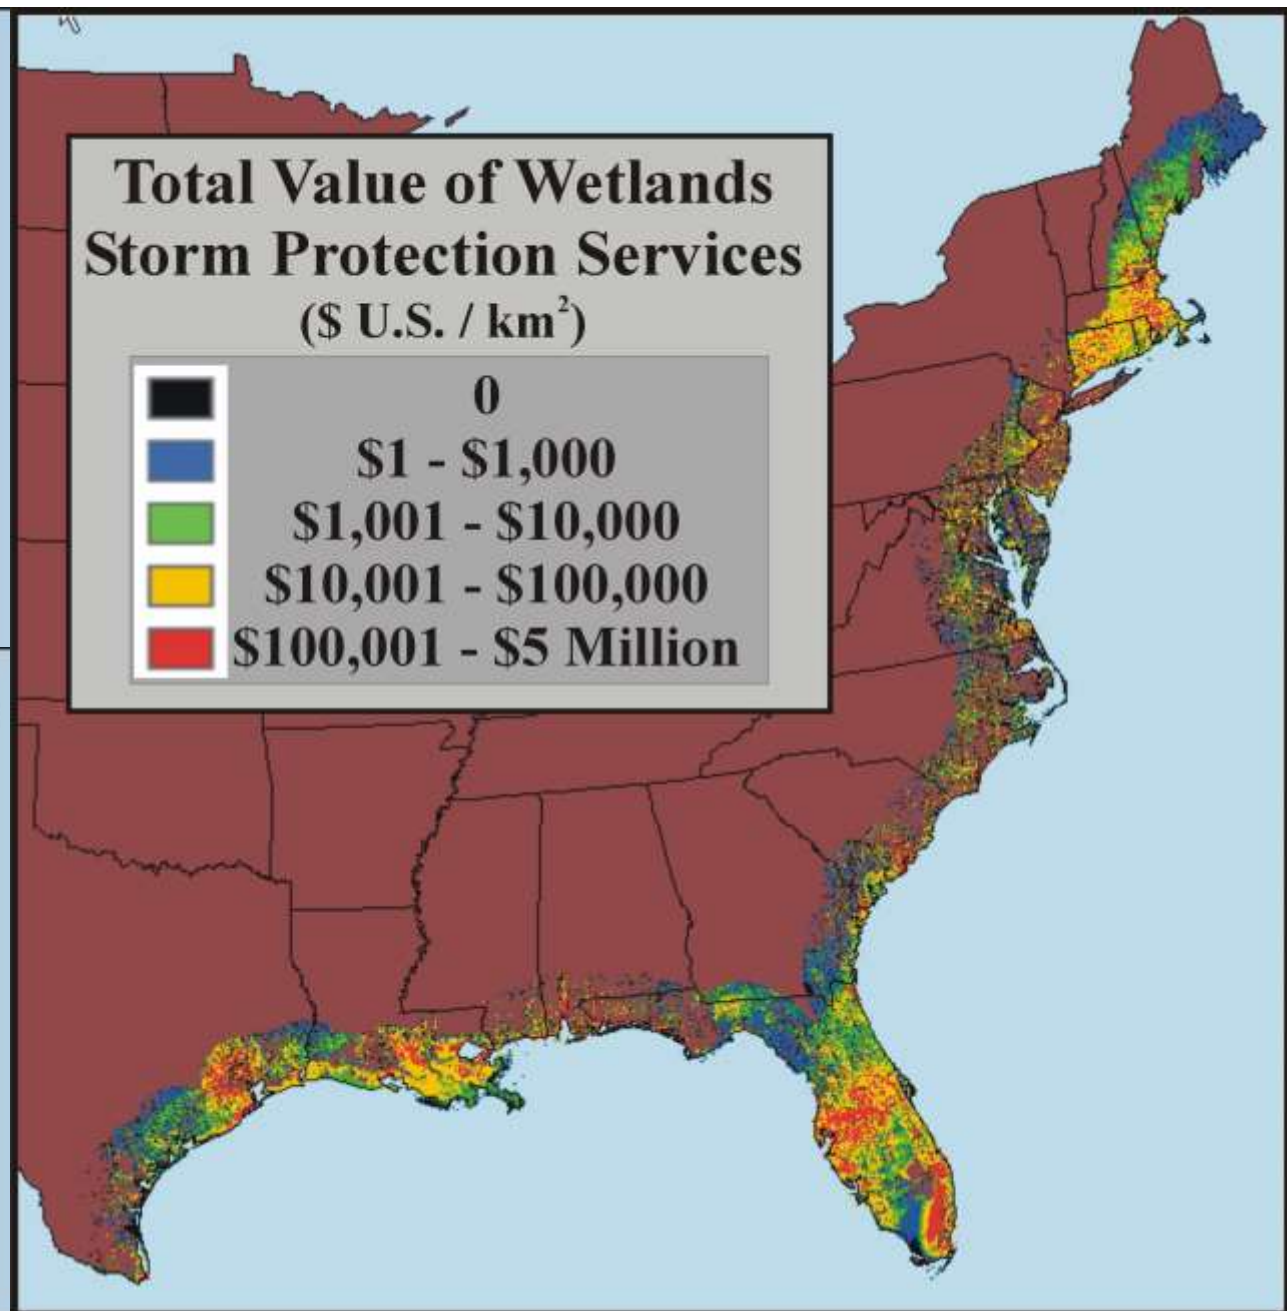 Total Value of Wetlands
Storm Protection Services
($ U.S. / km²)
0
$1 - $1,000
$1,001 - $10,000
$10,001 - $100,000
$100,001 - $5 Million